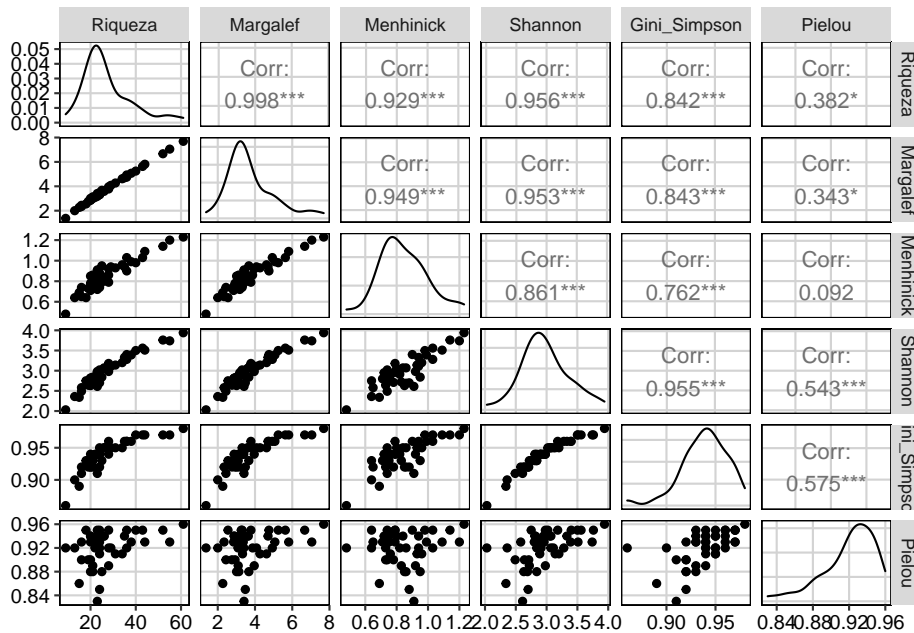 Riqueza Margalef Menhinick Shannon Gini_Simpson Pielou
0.05
0.04
0.03
0.02
0.01
0.00
Corr:
0.998***
Corr:
0.929***
Corr:
0.956***
Corr:
0.842***
Corr:
0.382*
Riqueza
8
6
4
2
Corr:
0.949***
Corr:
0.953***
Corr:
0.843***
Corr:
0.343*
Margalef
1.2
1.0
0.8
0.6
Corr:
0.861***
Corr:
0.762***
Corr:
0.092
Menhinick
4.0
3.5
3.0
2.5
2.0
Corr:
0.955***
Corr:
0.543***
Shannon
0.95
0.90
Corr:
0.575***
ini_Simpso
0.96
0.92
0.88
0.84
Pielou
20 40 60 2 4 6 8 0.6 0.8 1.0 1.2 2.0 2.5 3.0 3.5 4.0 0.90 0.95 0.84 0.88 0.92 0.96